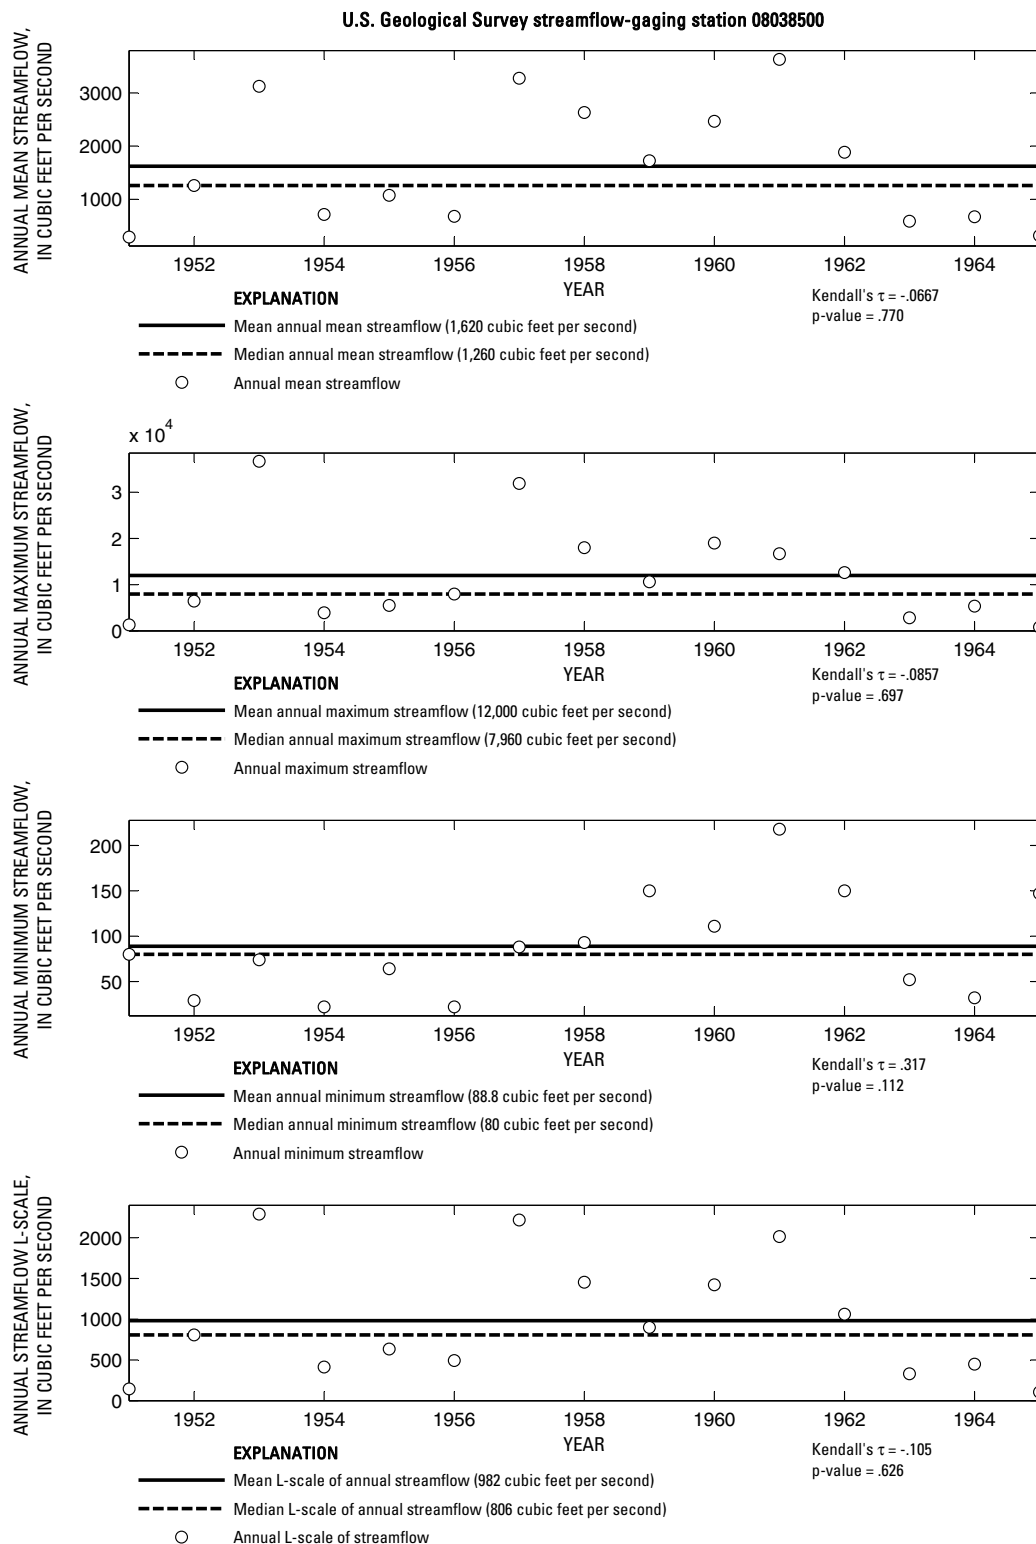 U.S. Geological Survey streamflow-gaging station 08038500
ANNUAL MEAN STREAMFLOW,
IN CUBIC FEET PER SECOND
3000
2000
1000
1952 1954 1956 1958 1960 1962 1964
YEAR
Kendall's τ = -.0667
p-value = .770
EXPLANATION
Mean annual mean streamflow (1,620 cubic feet per second)
Median annual mean streamflow (1,260 cubic feet per second)
Annual mean streamflow
ANNUAL MAXIMUM STREAMFLOW,
IN CUBIC FEET PER SECOND
x 10^4
3
2
1
0
1952 1954 1956 1958 1960 1962 1964
YEAR
Kendall's τ = -.0857
p-value = .697
EXPLANATION
Mean annual maximum streamflow (12,000 cubic feet per second)
Median annual maximum streamflow (7,960 cubic feet per second)
Annual maximum streamflow
ANNUAL MINIMUM STREAMFLOW,
IN CUBIC FEET PER SECOND
200
150
100
50
1952 1954 1956 1958 1960 1962 1964
YEAR
Kendall's τ = .317
p-value = .112
EXPLANATION
Mean annual minimum streamflow (88.8 cubic feet per second)
Median annual minimum streamflow (80 cubic feet per second)
Annual minimum streamflow
ANNUAL STREAMFLOW L-SCALE,
IN CUBIC FEET PER SECOND
2000
1500
1000
500
0
1952 1954 1956 1958 1960 1962 1964
YEAR
Kendall's τ = -.105
p-value = .626
EXPLANATION
Mean L-scale of annual streamflow (982 cubic feet per second)
Median L-scale of annual streamflow (806 cubic feet per second)
Annual L-scale of streamflow